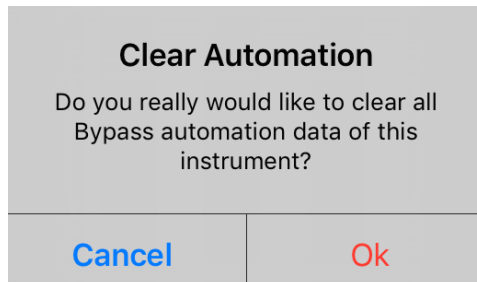 Clear Automation
Do you really would like to clear all
Bypass automation data of this
instrument?
Cancel
Ok